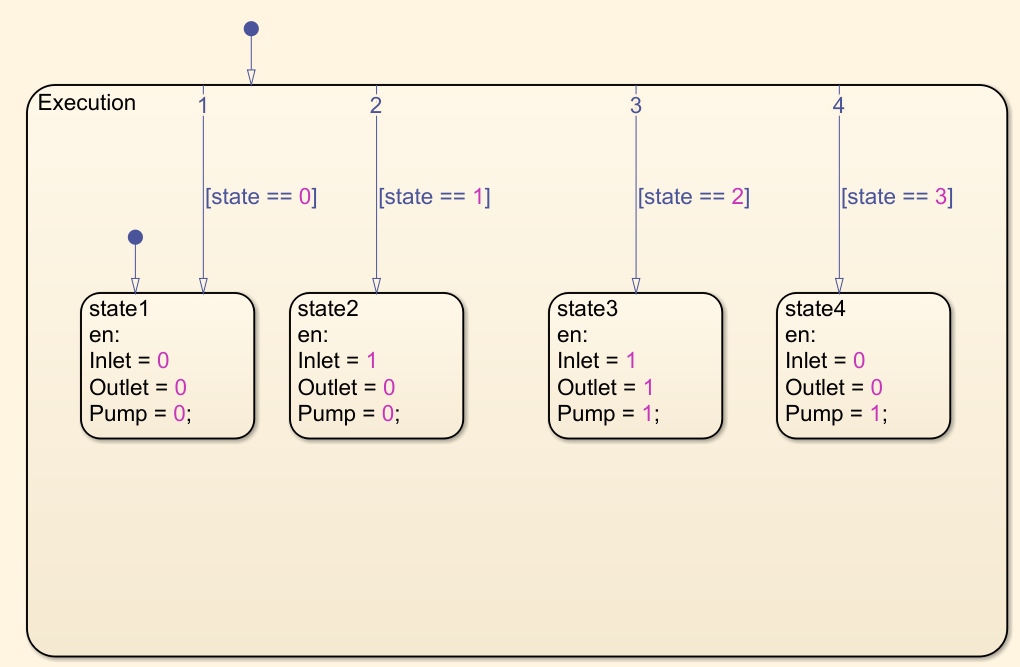 Execution
1
2
3
4
[state == 0]
[state == 1]
[state == 2]
[state == 3]
state1
en:
Inlet = 0
Outlet = 0
Pump = 0;
state2
en:
Inlet = 1
Outlet = 0
Pump = 0;
state3
en:
Inlet = 1
Outlet = 1
Pump = 1;
state4
en:
Inlet = 0
Outlet = 0
Pump = 1;